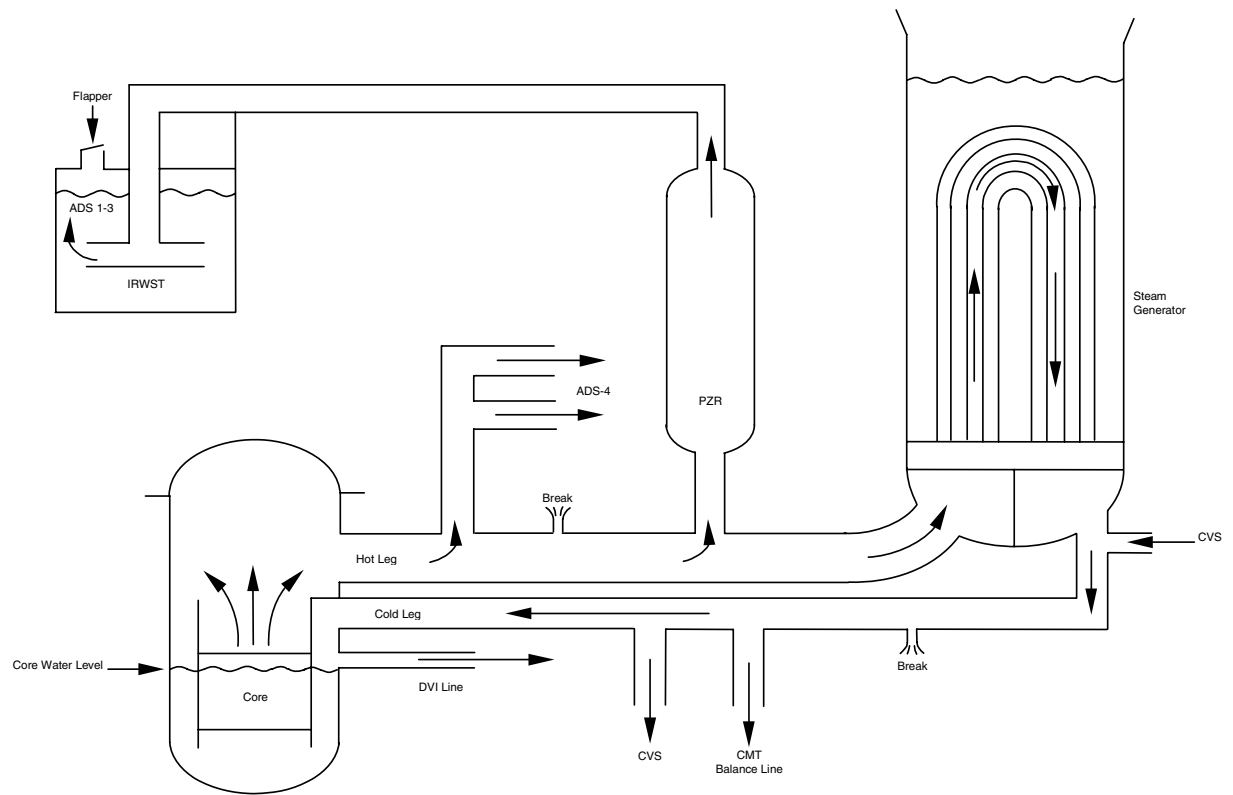 Flapper
ADS 1-3
IRWST
Steam
Generator
ADS-4
PZR
Break
Hot Leg
CVS
Cold Leg
Core Water Level
Core
DVI Line
Break
CVS
CMT
Balance Line